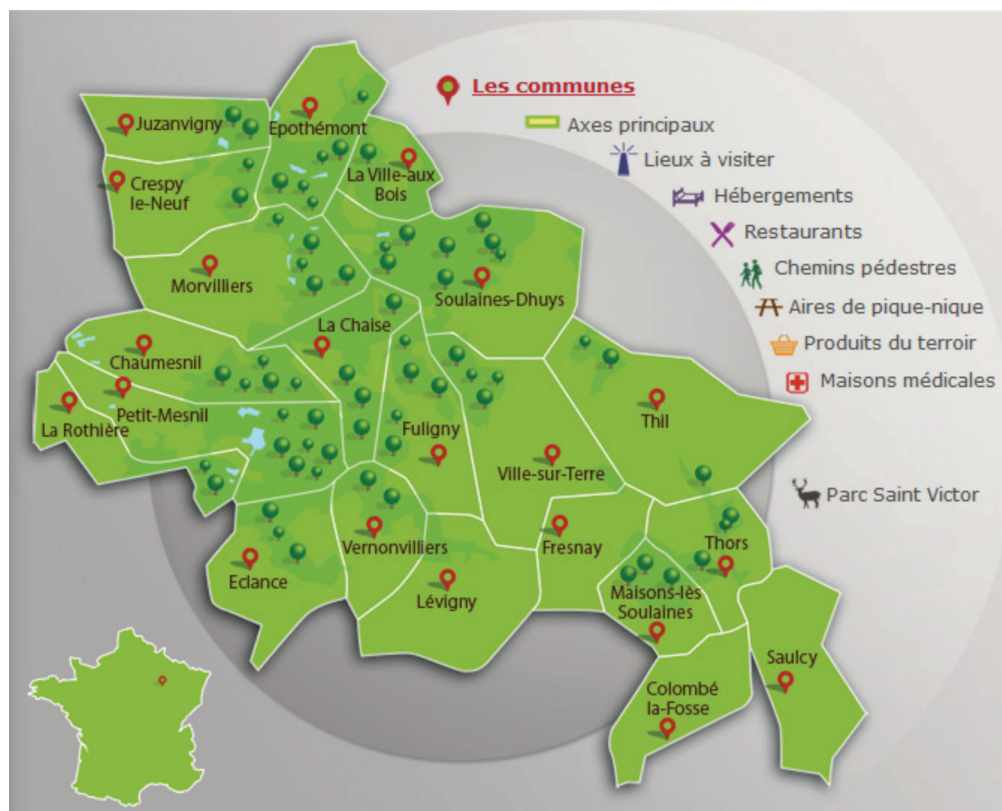 Les communes
Axes principaux
Lieux à visiter
Hébergements
Restaurants
Chemins pédestres
Aires de pique-nique
Produits du terroir
Maisons médicales
Parc Saint Victor
Juzanvigny
Epothémont
La Ville-aux
Bois
Crespy
le-Neuf
Morvilliers
Soulaines-Dhuys
La Chaise
Chaumesnil
Petit-Mesnil
La Rothière
Fuligny
Thil
Ville-sur-Terre
Vernonvilliers
Fresnay
Thors
Eclance
Lévigny
Maisons-lès
Soulaines
Saulcy
Colombé
la-Fosse